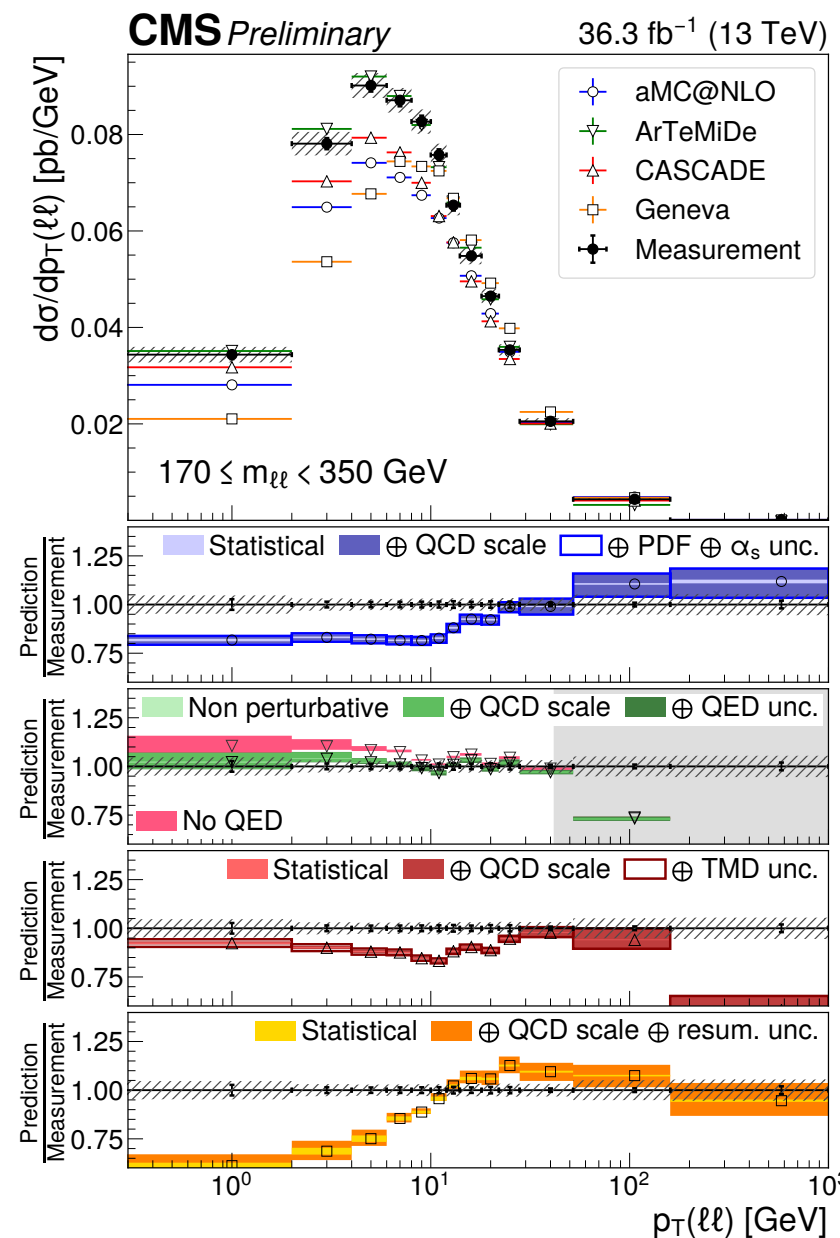 CMS Preliminary 36.3 fb⁻¹ (13 TeV)
dσ/dp_T(ℓℓ) [pb/GeV]
0.08
0.06
0.04
0.02
aMC@NLO
ArTeMiDe
CASCADE
Geneva
Measurement
170 ≤ m_ℓℓ < 350 GeV
Prediction
Measurement
1.25
1.00
0.75
Statistical ⊕ QCD scale ⊕ PDF ⊕ α_s unc.
Prediction
Measurement
1.25
1.00
0.75
Non perturbative ⊕ QCD scale ⊕ QED unc.
No QED
Prediction
Measurement
1.25
1.00
0.75
Statistical ⊕ QCD scale ⊕ TMD unc.
Prediction
Measurement
1.25
1.00
0.75
Statistical ⊕ QCD scale ⊕ resum. unc.
10⁰ 10¹ 10² 10³
p_T(ℓℓ) [GeV]